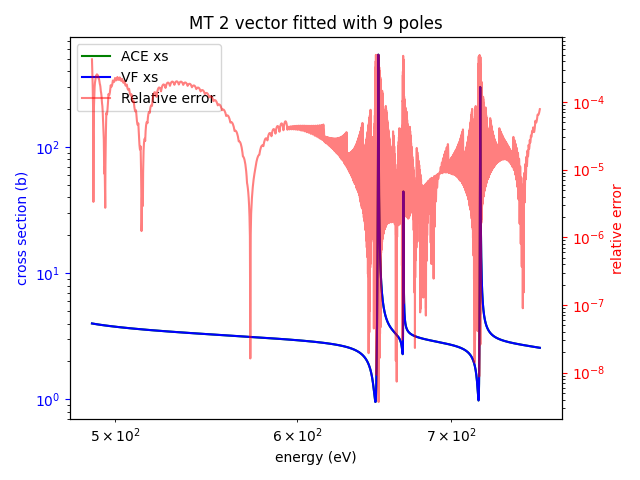 MT 2 vector fitted with 9 poles
ACE xs
VF xs
Relative error
10²
10¹
10⁰
cross section (b)
10⁻⁴
10⁻⁵
10⁻⁶
10⁻⁷
10⁻⁸
relative error
5 × 10² 6 × 10² 7 × 10²
energy (eV)